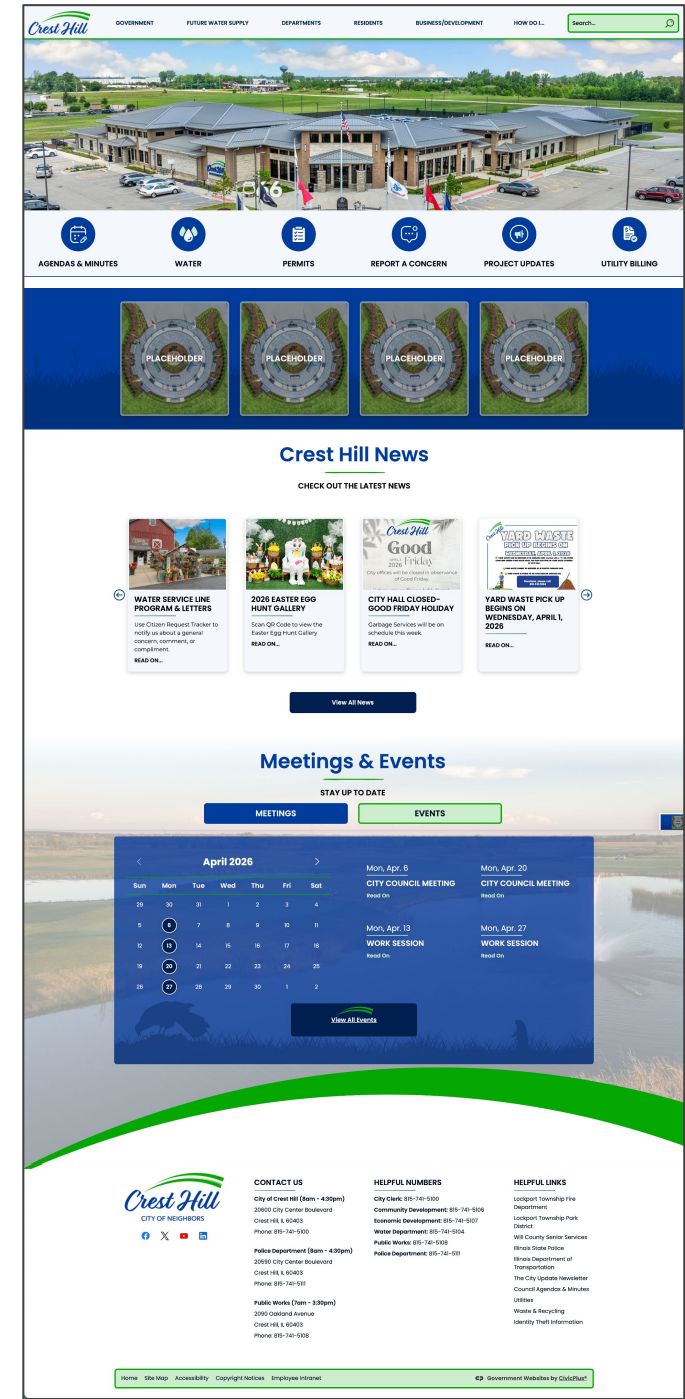 Crest Hill
GOVERNMENT
FUTURE WATER SUPPLY
DEPARTMENTS
RESIDENTS
BUSINESS/DEVELOPMENT
HOW DO I...
Search...
AGENDAS & MINUTES
WATER
PERMITS
REPORT A CONCERN
PROJECT UPDATES
UTILITY BILLING
PLACEHOLDER
PLACEHOLDER
PLACEHOLDER
PLACEHOLDER
Crest Hill News
CHECK OUT THE LATEST NEWS
WATER SERVICE LINE
PROGRAM & LETTERS
Use Citizen Request Tracker to
notify us about a general
concern, comment, or
compliment.
READ ON...
2026 EASTER EGG
HUNT GALLERY
Scan QR Code to view the
Easter Egg Hunt Gallery
READ ON...
Crest Hill
Good
APRIL 3
2026
Friday
City offices will be closed in observance
of Good Friday.
CITY HALL CLOSED-
GOOD FRIDAY HOLIDAY
Garbage Services will be on
schedule this week.
READ ON...
YARD WASTE
PICK UP BEGINS ON
WEDNESDAY, APRIL 1, 2026
YARD WASTE PICK UP
BEGINS ON
WEDNESDAY, APRIL 1,
2026
READ ON...
View All News
Meetings & Events
STAY UP TO DATE
MEETINGS
EVENTS
April 2026
Sun Mon Tue Wed Thu Fri Sat
29 30 31 1 2 3 4
5 6 7 8 9 10 11
12 13 14 15 16 17 18
19 20 21 22 23 24 25
26 27 28 29 30 1 2
Mon, Apr. 6
CITY COUNCIL MEETING
Read On
Mon, Apr. 20
CITY COUNCIL MEETING
Read On
Mon, Apr. 13
WORK SESSION
Read On
Mon, Apr. 27
WORK SESSION
Read On
View All Events
Crest Hill
CITY OF NEIGHBORS
CONTACT US
City of Crest Hill (8am - 4:30pm)
20600 City Center Boulevard
Crest Hill, IL 60403
Phone: 815-741-5100
Police Department (8am - 4:30pm)
20590 City Center Boulevard
Crest Hill, IL 60403
Phone: 815-741-5111
Public Works (7am - 3:30pm)
2090 Oakland Avenue
Crest Hill, IL 60403
Phone: 815-741-5108
HELPFUL NUMBERS
City Clerk: 815-741-5100
Community Development: 815-741-5106
Economic Development: 815-741-5107
Water Department: 815-741-5104
Public Works: 815-741-5108
Police Department: 815-741-5111
HELPFUL LINKS
Lockport Township Fire
Department
Lockport Township Park
District
Will County Senior Services
Illinois State Police
Illinois Department of
Transportation
The City Update Newsletter
Council Agendas & Minutes
Utilities
Waste & Recycling
Identity Theft Information
Home Site Map Accessibility Copyright Notices Employee Intranet
Government Websites by CivicPlus®